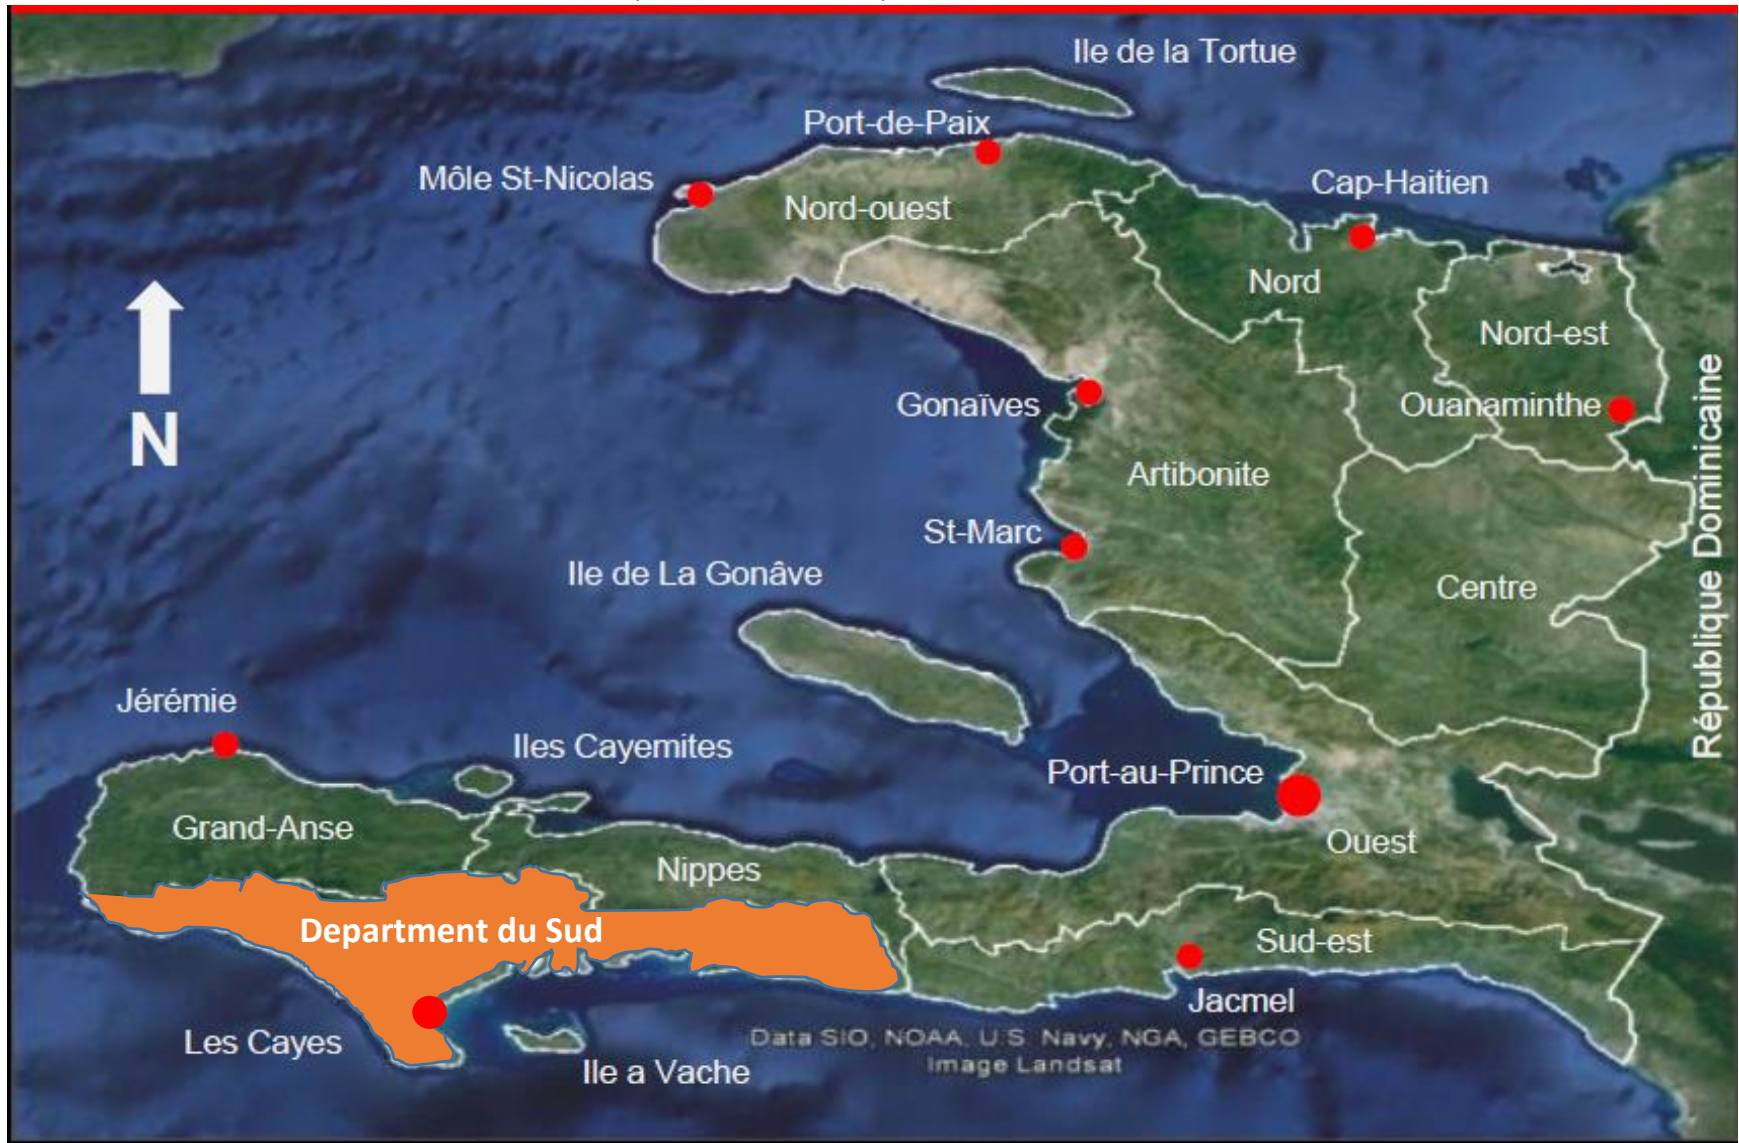 Ile de la Tortue
Port-de-Paix
Môle St-Nicolas
Cap-Haitien
Nord-ouest
Nord
Nord-est
N
Gonaïves
Ouanaminthe
République Dominicaine
Artibonite
St-Marc
Ile de La Gonâve
Centre
Jérémie
Iles Cayemites
Port-au-Prince
Grand-Anse
Ouest
Nippes
Department du Sud
Sud-est
Jacmel
Les Cayes
Ile a Vache
Data SIO, NOAA, U.S. Navy, NGA, GEBCO
Image Landsat